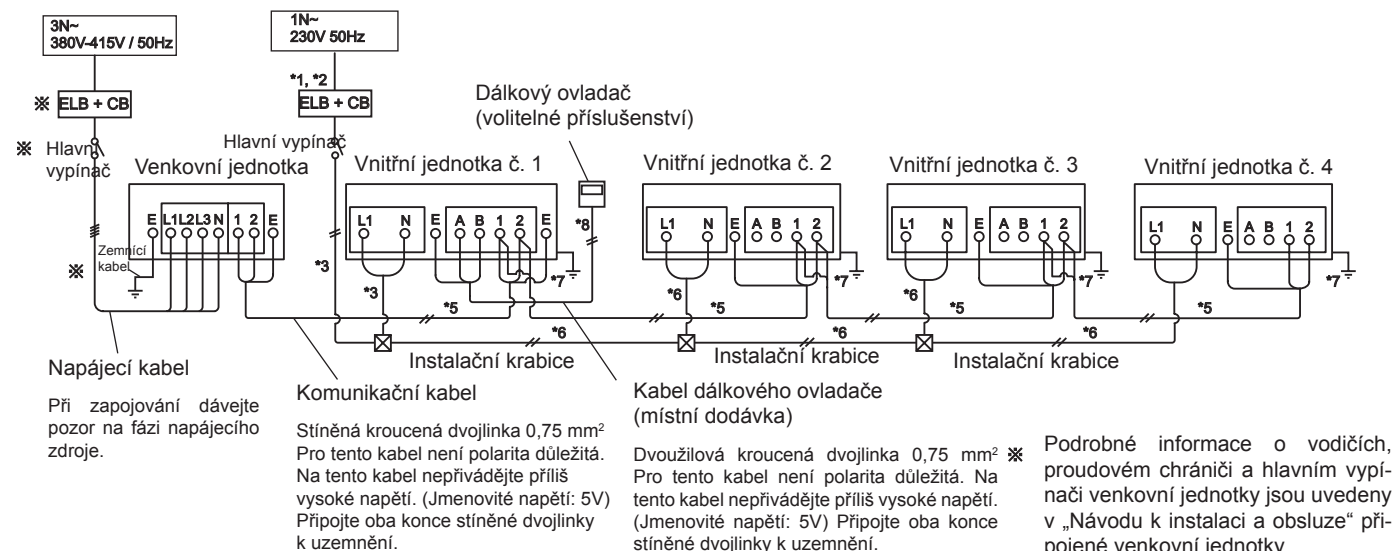 3N~
380V-415V / 50Hz
1N~
230V 50Hz
*1, *2
※ ELB + CB
ELB + CB
Dálkový ovladač
(volitelné příslušenství)
※ Hlavní
vypínač
Hlavní vypínač
Venkovní jednotka
Vnitřní jednotka č. 1
Vnitřní jednotka č. 2
Vnitřní jednotka č. 3
Vnitřní jednotka č. 4
E L1 L2 L3 N 1 2 E
L1 N E A B 1 2 E
*8
L1 N E A B 1 2
L1 N E A B 1 2
L1 N E A B 1 2
Zemnící
kabel
※
*3
*3
*7
*6
*7
*6
*7
*7
*5
*5
*5
*6
*6
*6
Instalační krabice
Instalační krabice
Instalační krabice
Napájecí kabel
Při zapojování dávejte
pozor na fázi napájecího
zdroje.
Komunikační kabel
Stíněná kroucená dvojlinka 0,75 mm²
Pro tento kabel není polarita důležitá.
Na tento kabel nepřivádějte příliš
vysoké napětí. (Jmenovité napětí: 5V)
Připojte oba konce stíněné dvojlinky
k uzemnění.
Kabel dálkového ovladače
(místní dodávka)
Dvoužilová kroucená dvojlinka 0,75 mm²
Pro tento kabel není polarita důležitá. Na
tento kabel nepřivádějte příliš vysoké napětí.
(Jmenovité napětí: 5V) Připojte oba konce
stíněné dvojlinky k uzemnění.
※ Podrobné informace o vodičích,
proudovém chrániči a hlavním vypí-
nači venkovní jednotky jsou uvedeny
v „Návodu k instalaci a obsluze“ při-
pojené venkovní jednotky